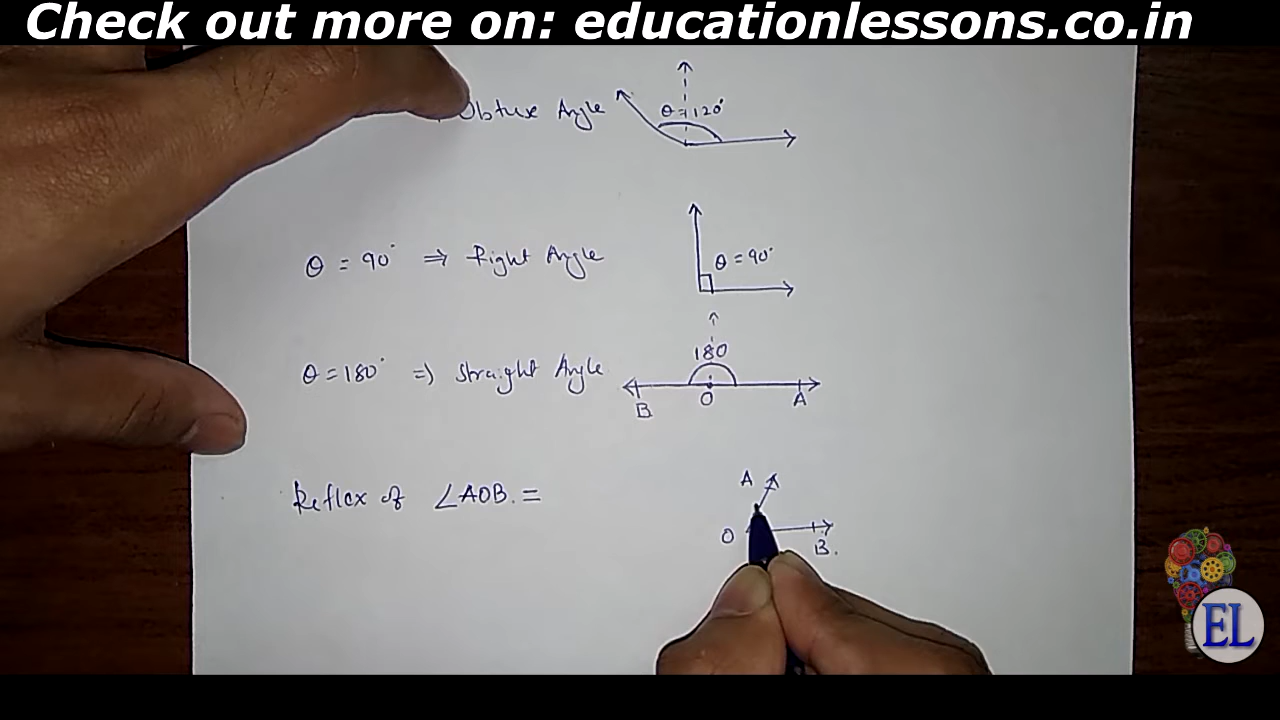 Check out more on: educationlessons.co.in
Obtuse Angle
θ = 120°
θ = 90° ⇒ Right Angle
θ = 90°
θ = 180° ⇒ Straight Angle
180
B O A
Reflex of ∠AOB. =
A
O
B.
EL